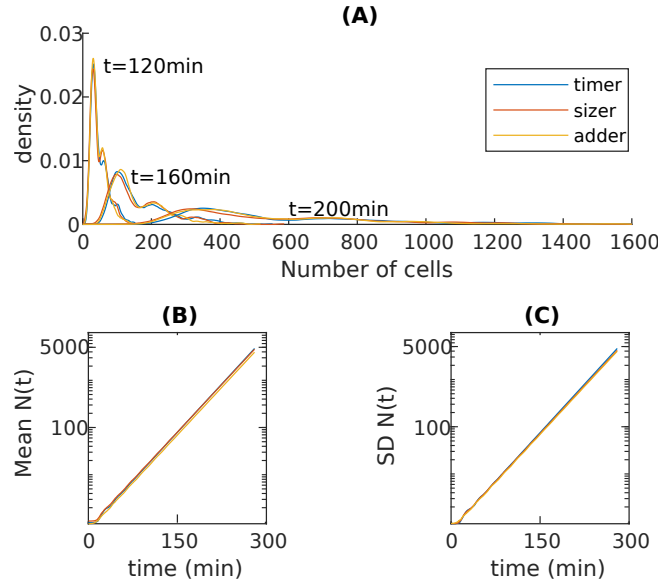 (A)
0.03
0.02
0.01
0
density
t=120min
t=160min
t=200min
timer
sizer
adder
0 200 400 600 800 1000 1200 1400 1600
Number of cells
(B)
5000
100
Mean N(t)
0 150 300
time (min)
(C)
5000
100
SD N(t)
0 150 300
time (min)